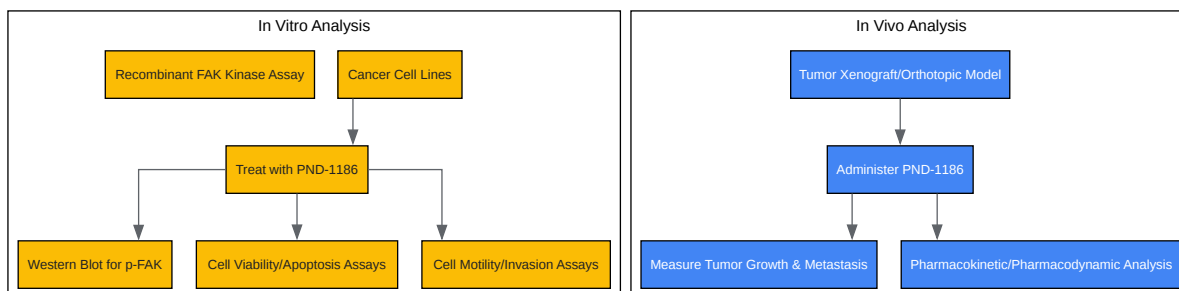 In Vitro Analysis
Recombinant FAK Kinase Assay
Cancer Cell Lines
Treat with PND-1186
Western Blot for p-FAK
Cell Viability/Apoptosis Assays
Cell Motility/Invasion Assays
In Vivo Analysis
Tumor Xenograft/Orthotopic Model
Administer PND-1186
Measure Tumor Growth & Metastasis
Pharmacokinetic/Pharmacodynamic Analysis